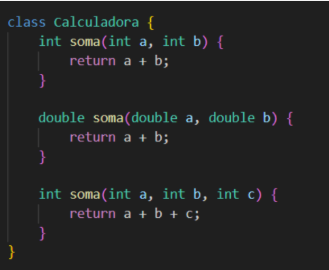 class Calculadora {
    int soma(int a, int b) {
        return a + b;
    }

    double soma(double a, double b) {
        return a + b;
    }

    int soma(int a, int b, int c) {
        return a + b + c;
    }
}